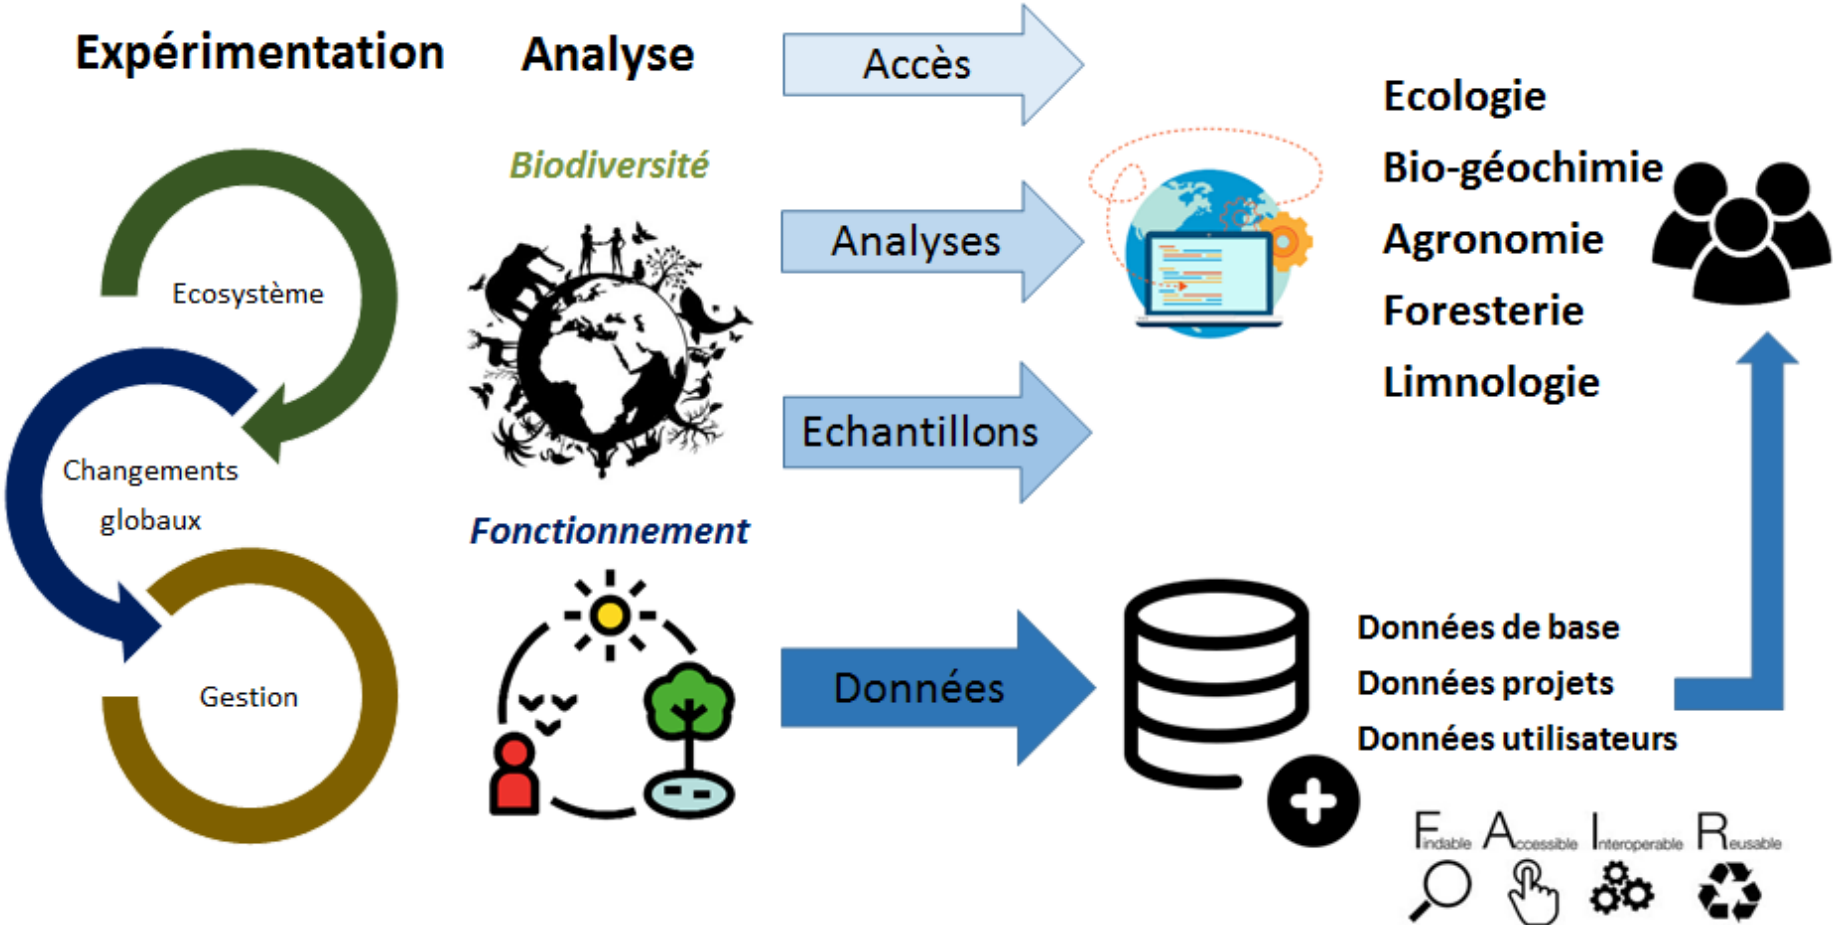 Expérimentation
Ecosystème
Changements
globaux
Gestion
Analyse
Biodiversité
Fonctionnement
Accès
Analyses
Echantillons
Données
Ecologie
Bio-géochimie
Agronomie
Foresterie
Limnologie
Données de base
Données projets
Données utilisateurs
Findable Accessible Interoperable Reusable